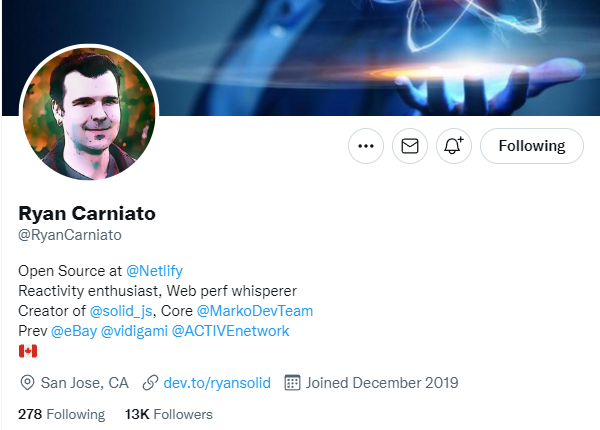 Following
Ryan Carniato
@RyanCarniato
Open Source at @Netlify
Reactivity enthusiast, Web perf whisperer
Creator of @solid_js, Core @MarkoDevTeam
Prev @eBay @vidigami @ACTIVEnetwork
San Jose, CA dev.to/ryansolid Joined December 2019
278 Following 13K Followers